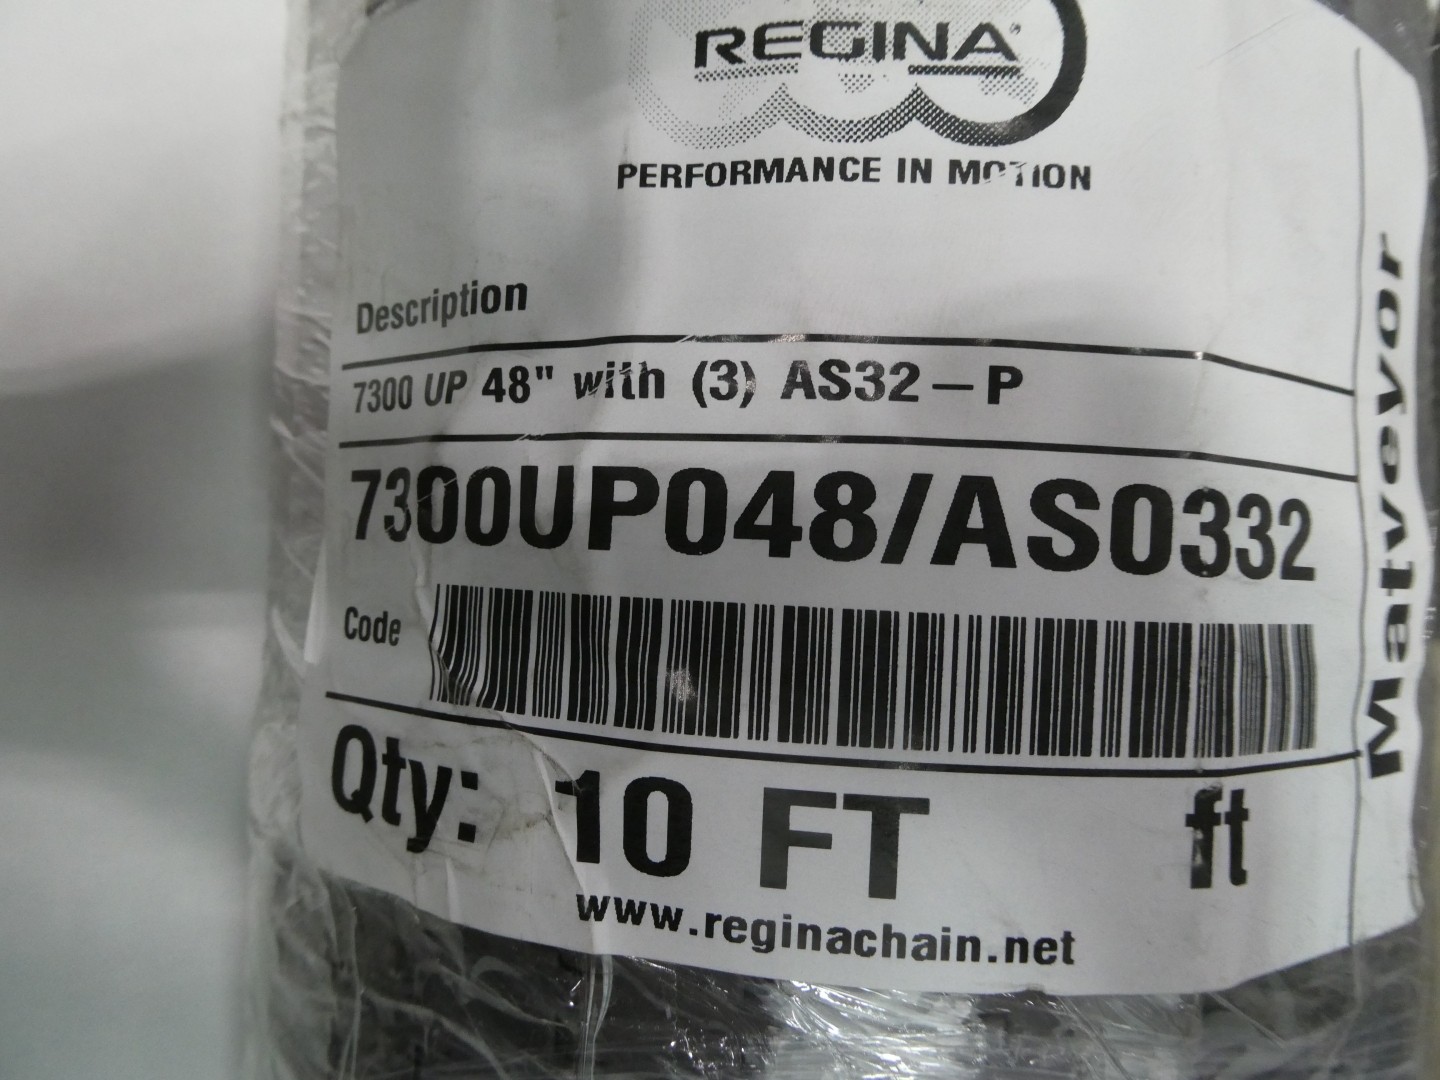 REGINA®
PERFORMANCE IN MOTION
Description
7300 UP 48" with (3) AS32-P
7300UP048/AS0332
Code
Qty: 10 FT ft
www.reginachain.net
Matveyor